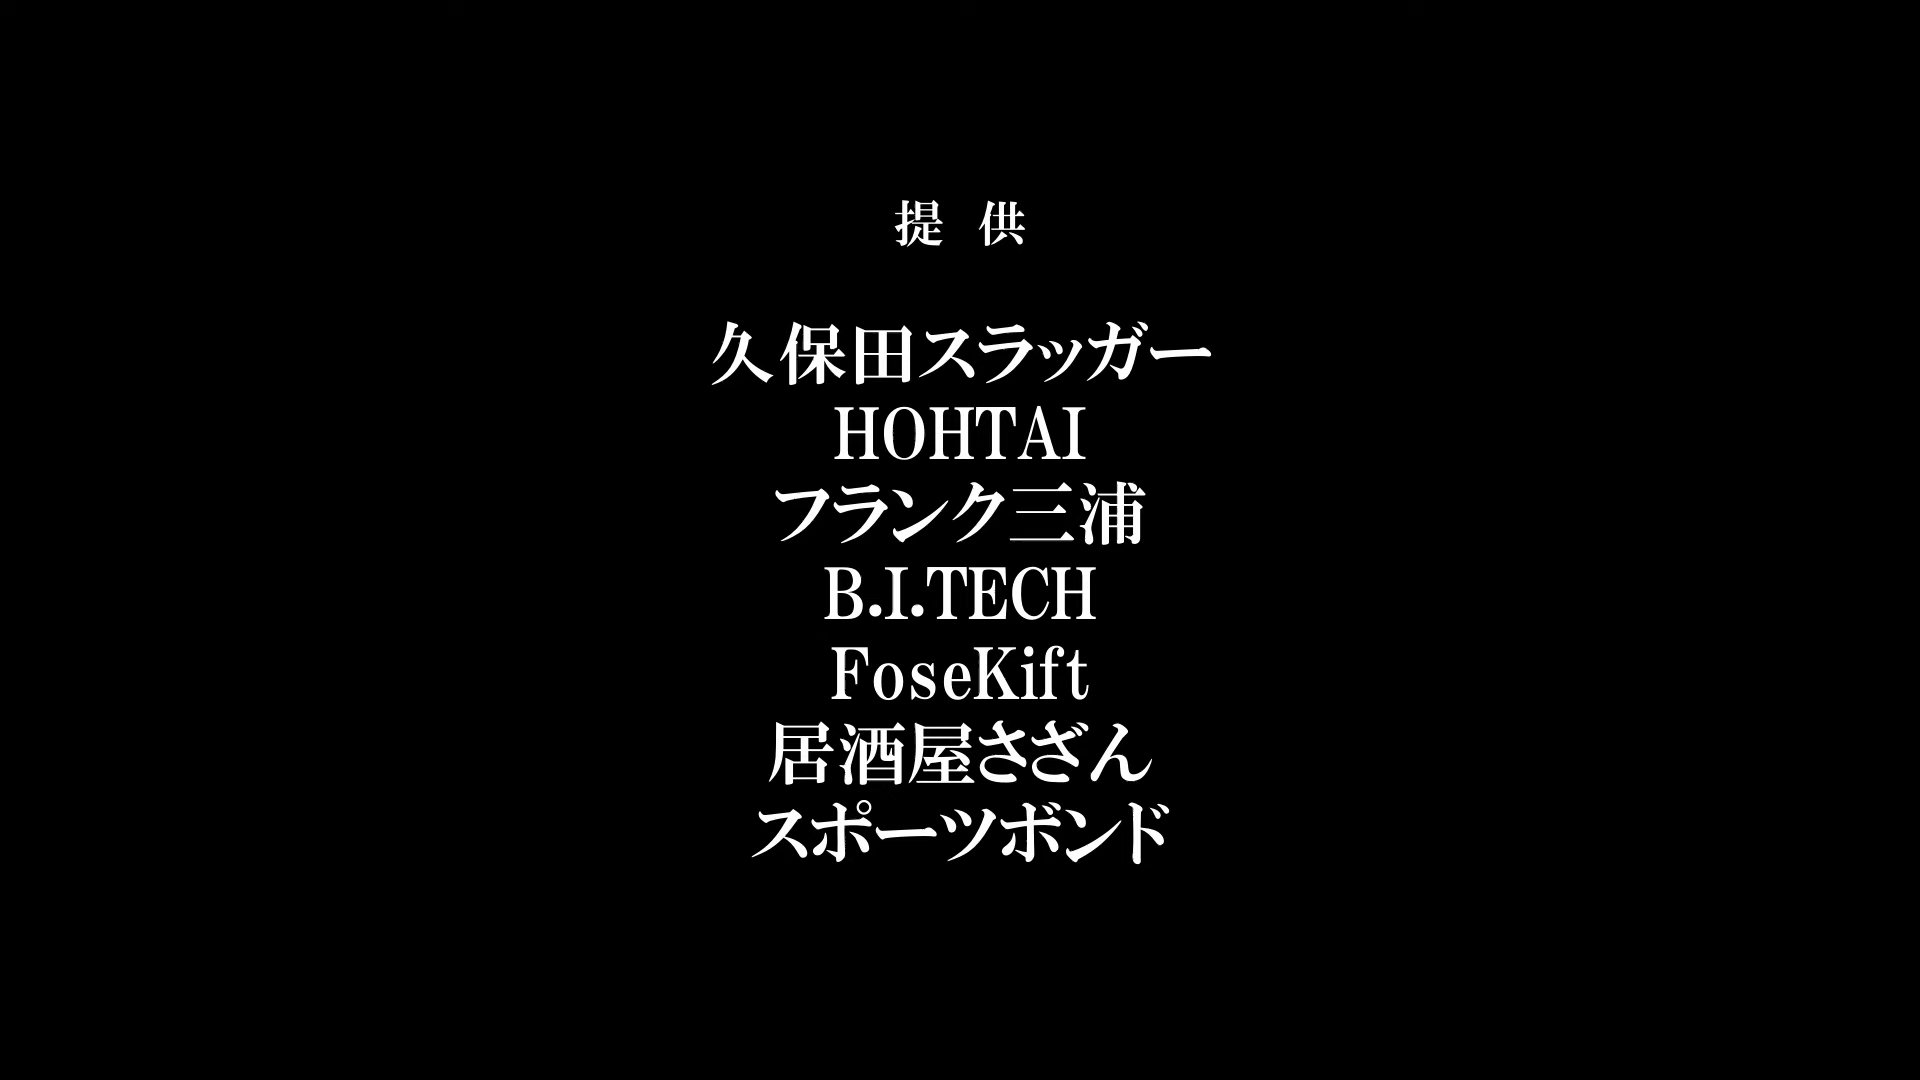 提 供
久保田スラッガー
HOHTAI
フランク三浦
B.I.TECH
FoseKift
居酒屋さざん
スポーツボンド